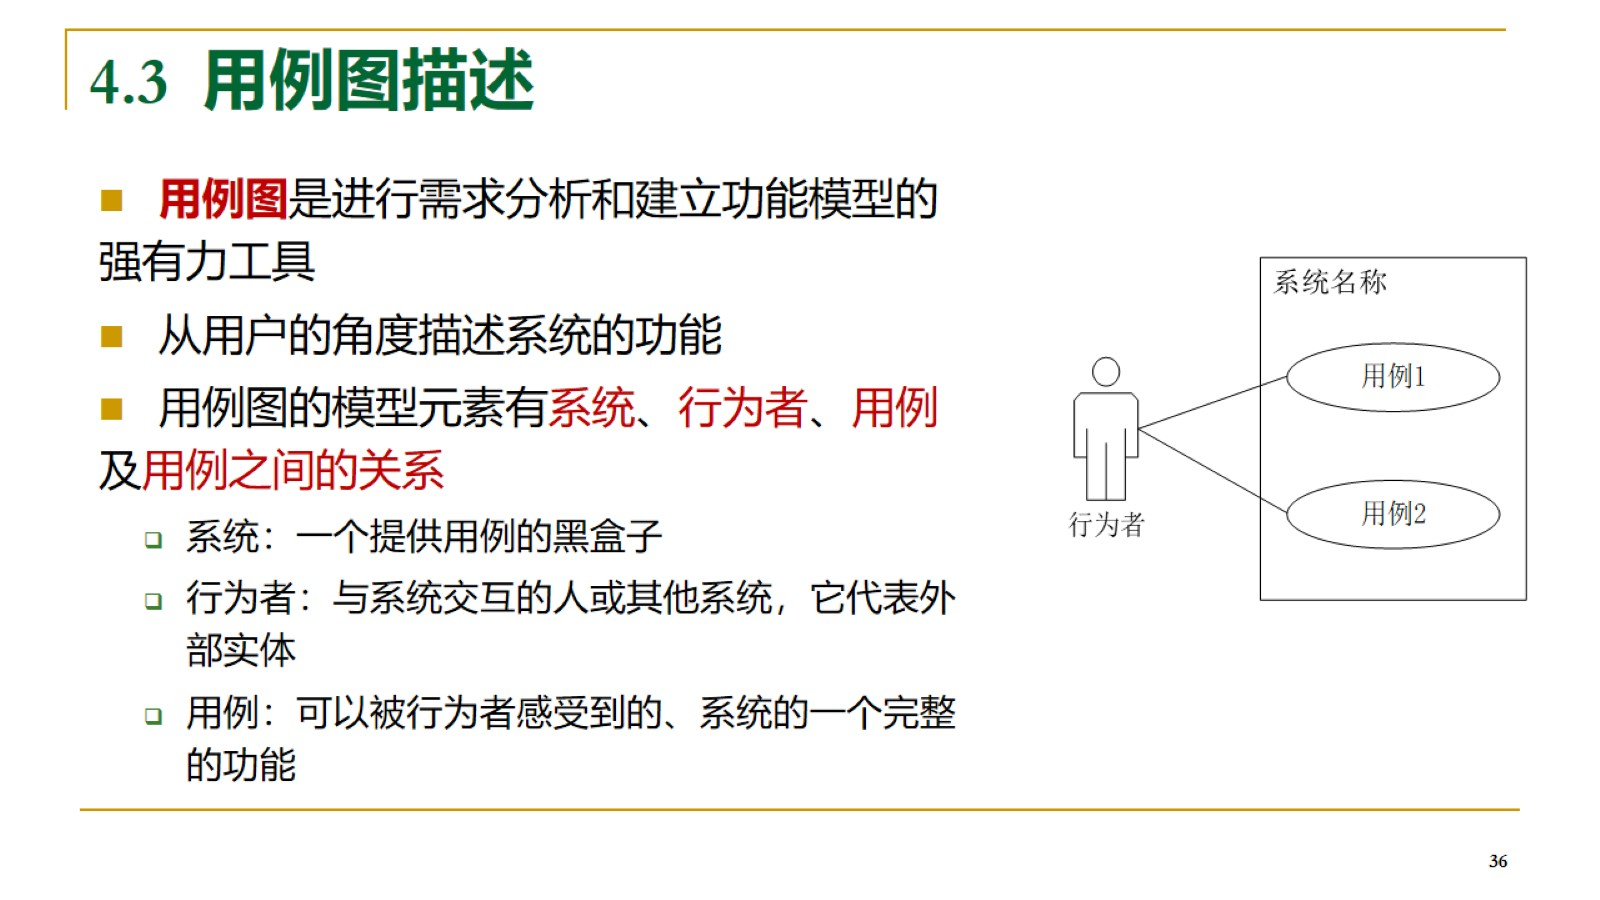 4.3 用例图描述
用例图是进行需求分析和建立功能模型的
强有力工具
从用户的角度描述系统的功能
用例图的模型元素有系统、行为者、用例
及用例之间的关系
系统：一个提供用例的黑盒子
行为者：与系统交互的人或其他系统，它代表外
部实体
用例：可以被行为者感受到的、系统的一个完整
的功能
系统名称
用例1
用例2
行为者
36